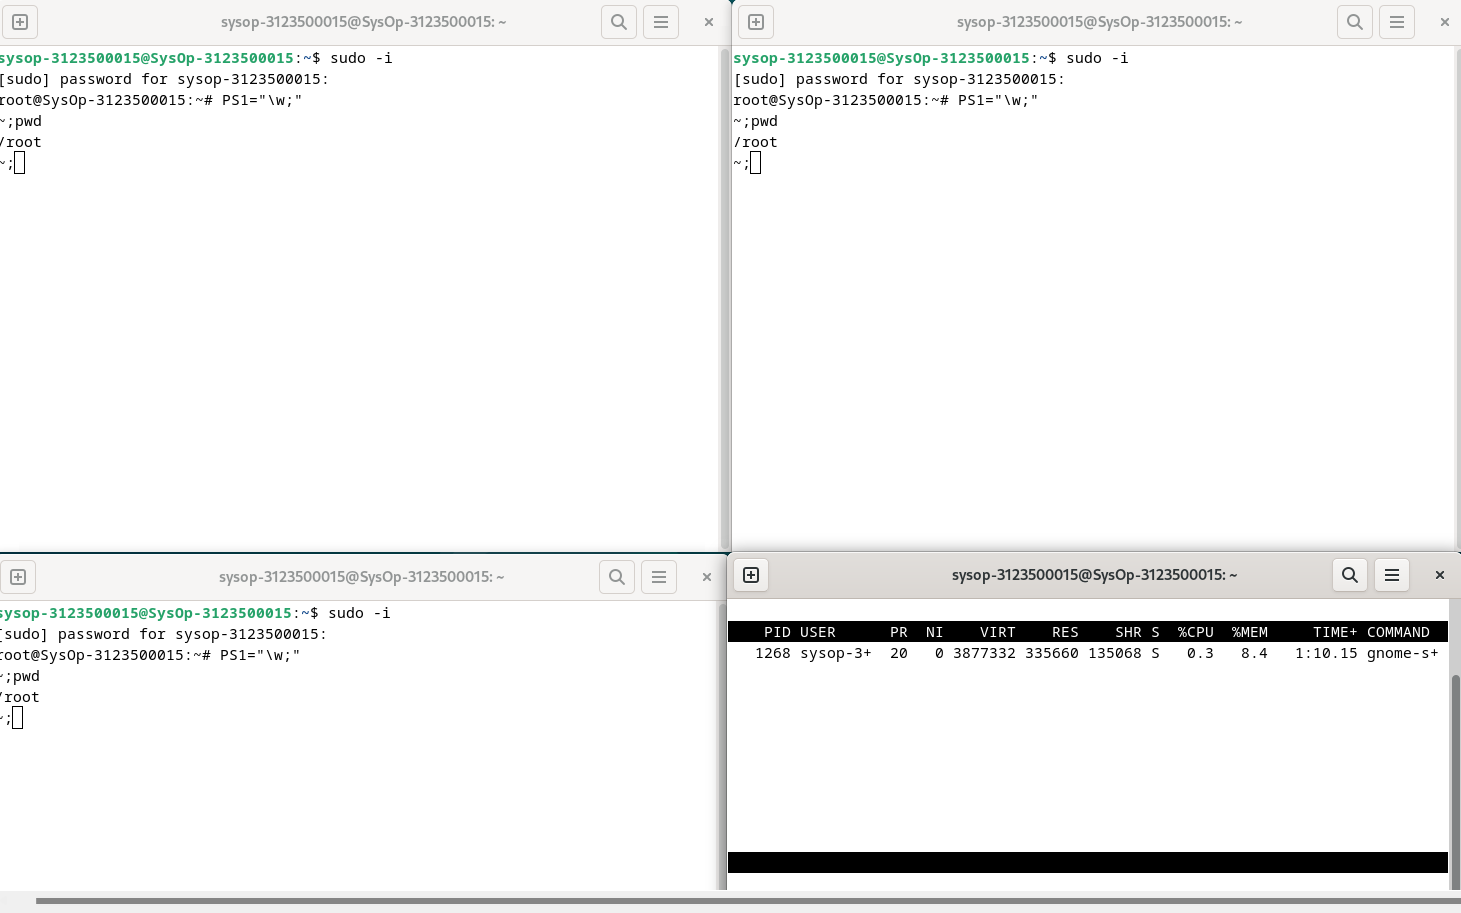 sysop-3123500015@SysOp-3123500015: ~
sysop-3123500015@SysOp-3123500015:~$ sudo -i
[sudo] password for sysop-3123500015:
root@SysOp-3123500015:~# PS1="\w;"
~;pwd
/root
~;
sysop-3123500015@SysOp-3123500015: ~
sysop-3123500015@SysOp-3123500015:~$ sudo -i
[sudo] password for sysop-3123500015:
root@SysOp-3123500015:~# PS1="\w;"
~;pwd
/root
~;
sysop-3123500015@SysOp-3123500015: ~
sysop-3123500015@SysOp-3123500015:~$ sudo -i
[sudo] password for sysop-3123500015:
root@SysOp-3123500015:~# PS1="\w;"
~;pwd
/root
~;
sysop-3123500015@SysOp-3123500015: ~
PID USER PR NI VIRT RES SHR S %CPU %MEM TIME+ COMMAND
1268 sysop-3+ 20 0 3877332 335660 135068 S 0.3 8.4 1:10.15 gnome-s+